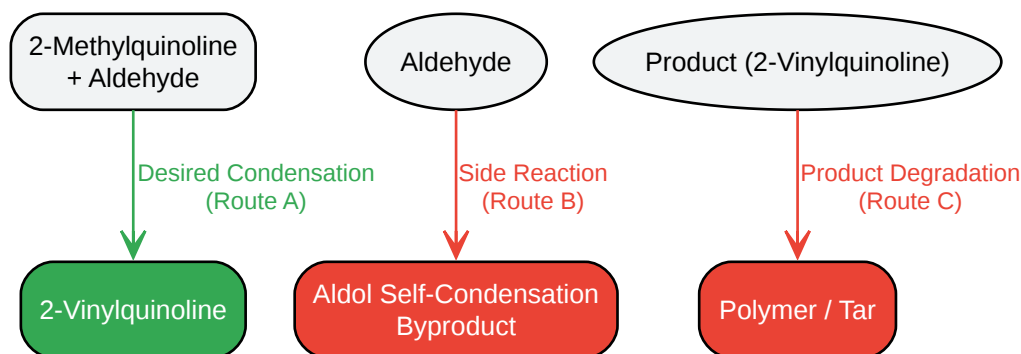 2-Methylquinoline
+ Aldehyde
Aldehyde
Product (2-Vinylquinoline)
Desired Condensation
(Route A)
Side Reaction
(Route B)
Product Degradation
(Route C)
2-Vinylquinoline
Aldol Self-Condensation
Byproduct
Polymer / Tar